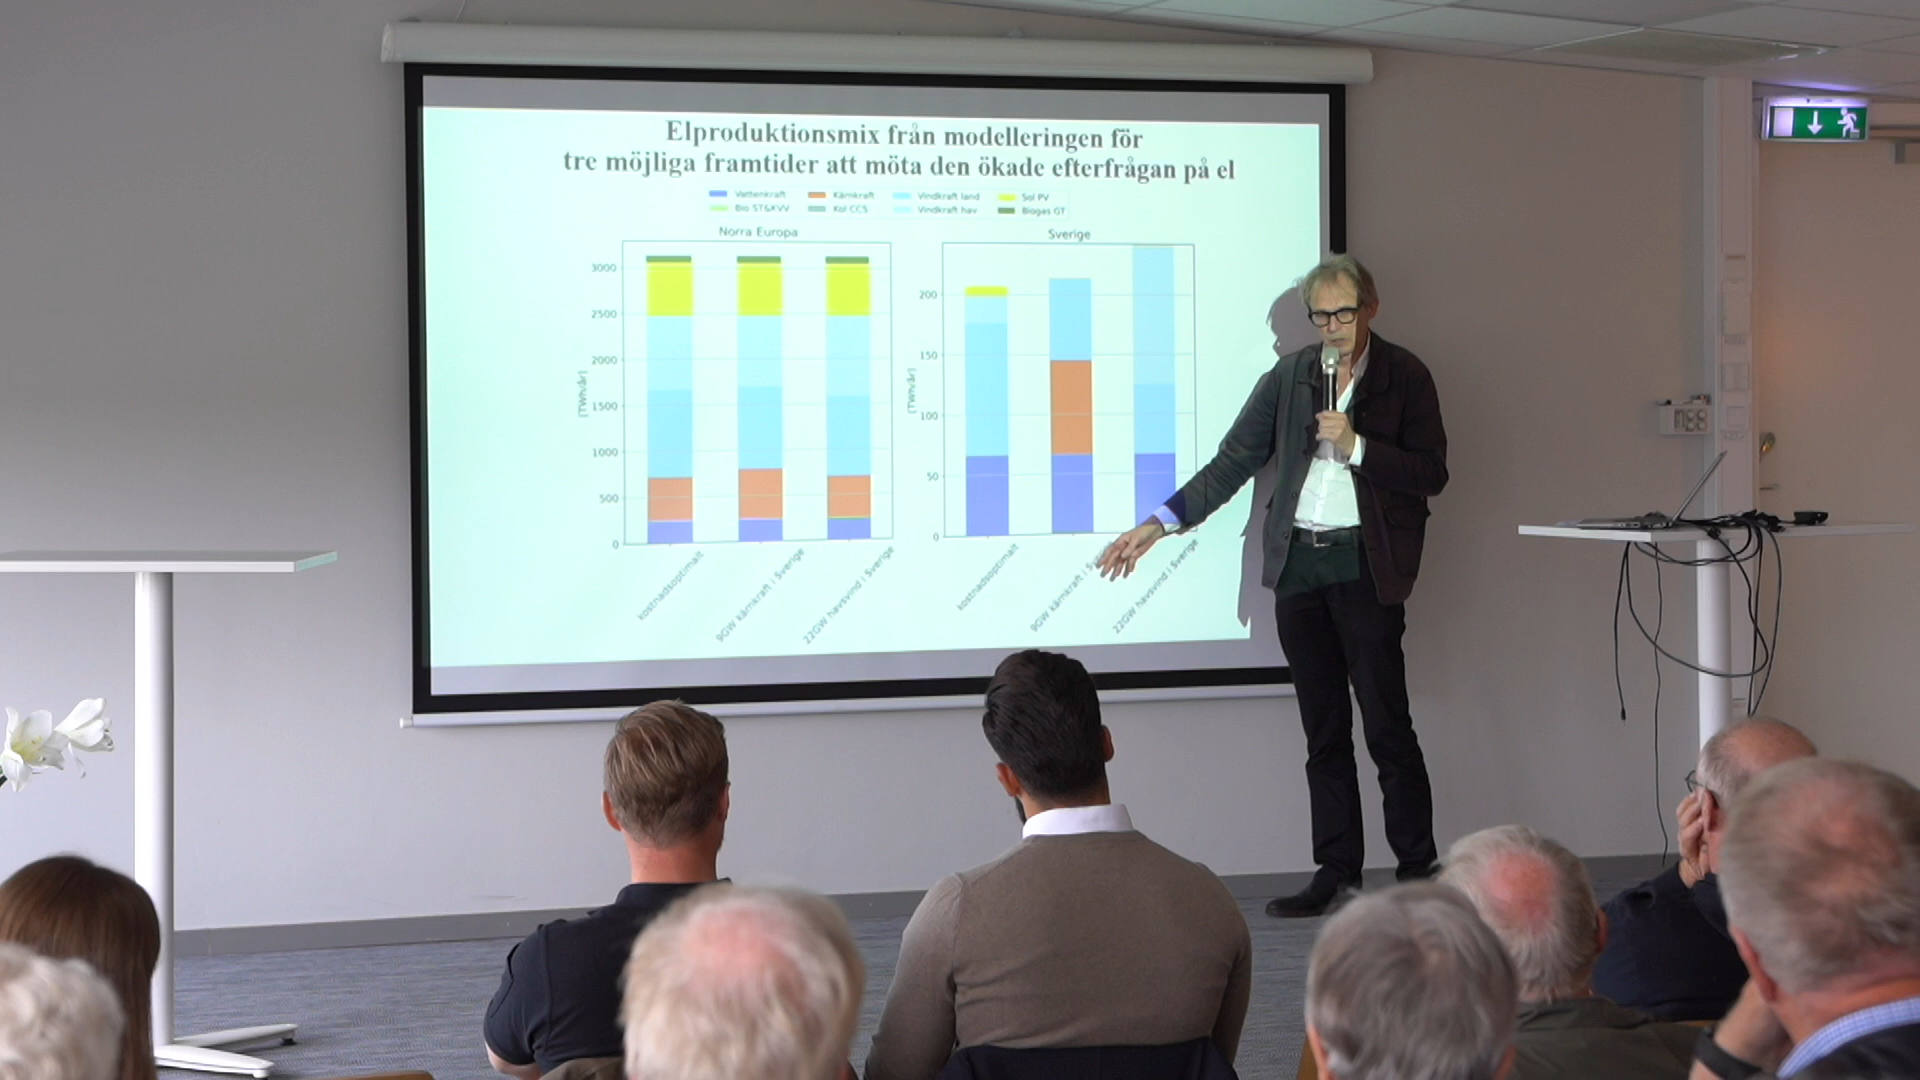 Elproduktionsmix från modelleringen för
tre möjliga framtider att möta den ökade efterfrågan på el
Vattenkraft Kärnkraft Vindkraft land Sol PV
Bio ST&KVV Kol CCS Vindkraft hav Biogas GT
Norra Europa
[TWh/år]
3000
2500
2000
1500
1000
500
0
kostnadsoptimalt
9GW kärnkraft i Sverige
22GW havsvind i Sverige
Sverige
[TWh/år]
200
150
100
50
0
kostnadsoptimalt
9GW kärnkraft i
22GW havsvind i Sverige